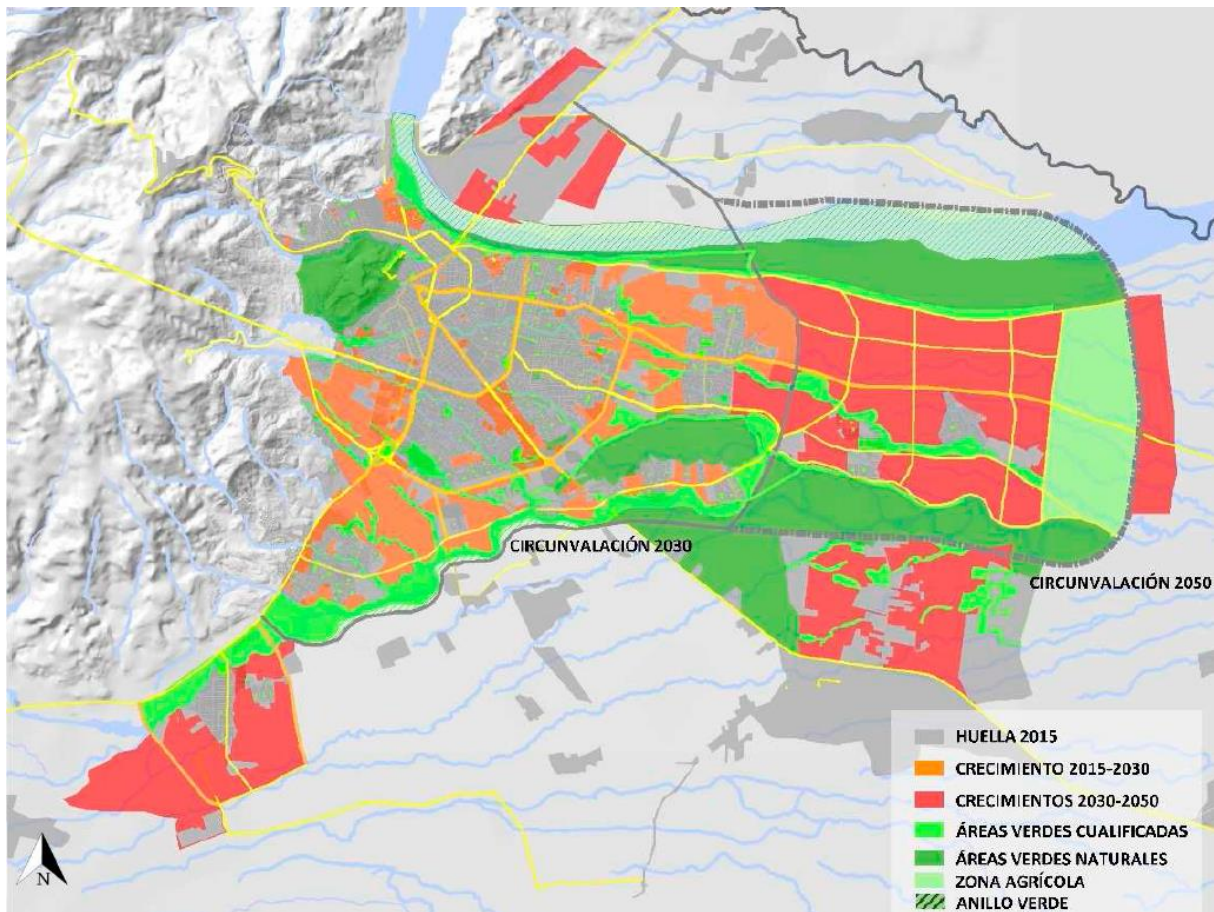 CIRCUNVALACIÓN 2030
CIRCUNVALACIÓN 2050
HUELLA 2015
CRECIMIENTO 2015-2030
CRECIMIENTOS 2030-2050
ÁREAS VERDES CUALIFICADAS
ÁREAS VERDES NATURALES
ZONA AGRÍCOLA
ANILLO VERDE
N